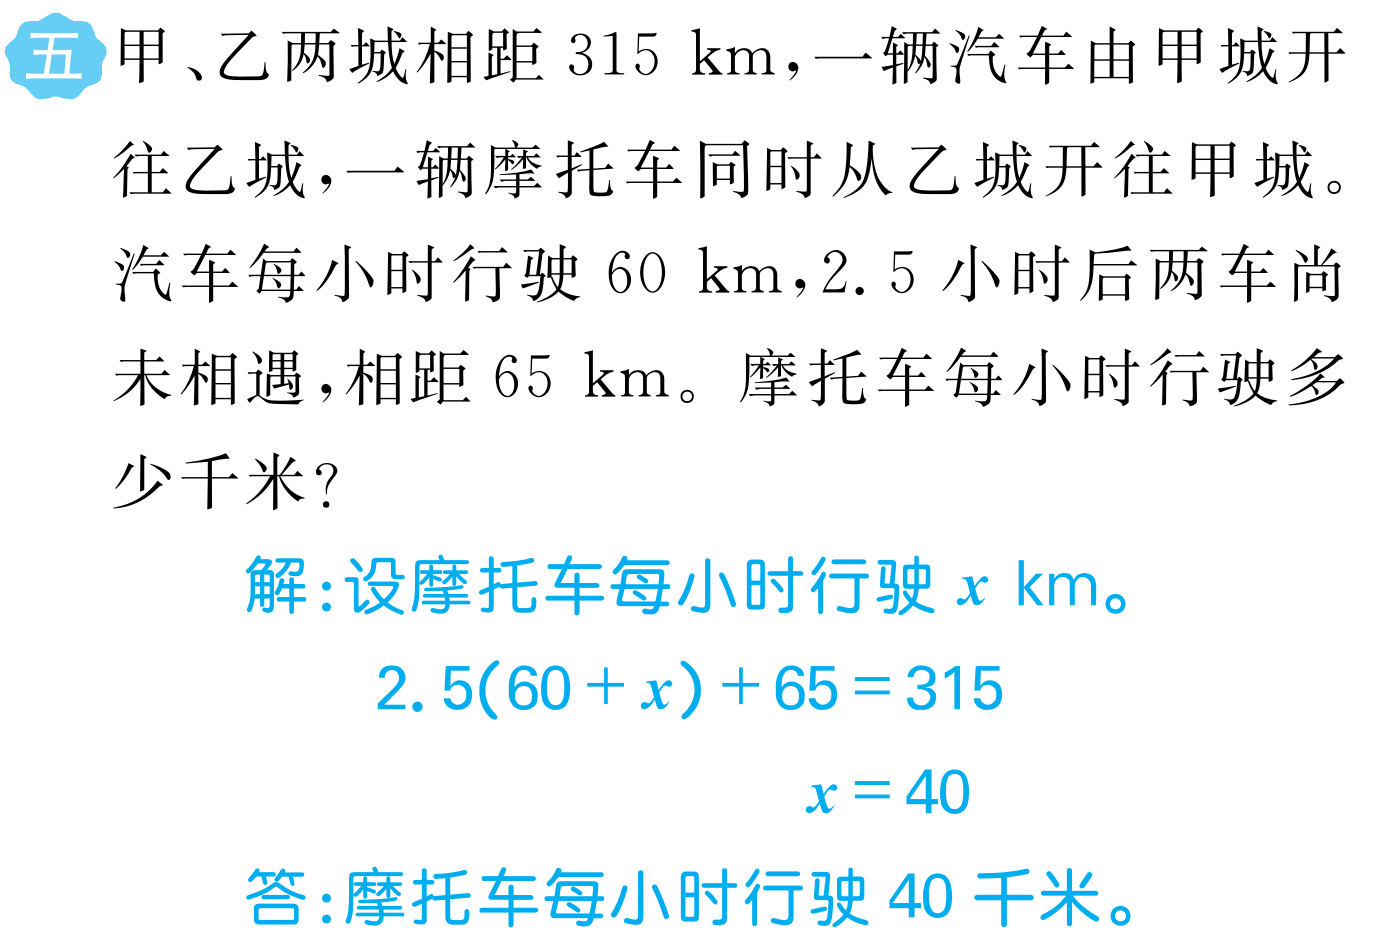 五 甲、乙两城相距 315 km,一辆汽车由甲城开
往乙城,一辆摩托车同时从乙城开往甲城。
汽车每小时行驶 60 km,2.5 小时后两车尚
未相遇,相距 65 km。摩托车每小时行驶多
少千米?
解:设摩托车每小时行驶 x km。
2.5(60+x)+65=315
x=40
答:摩托车每小时行驶 40 千米。